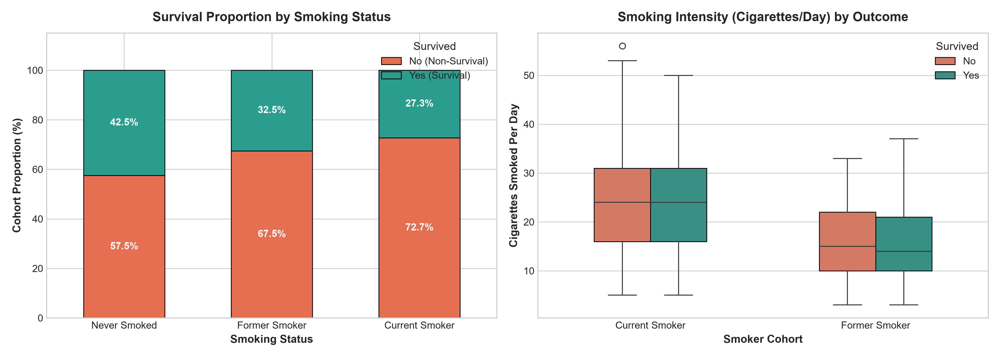 Survival Proportion by Smoking Status
Survived
No (Non-Survival)
Yes (Survival)
Cohort Proportion (%)
100
80
60
40
20
0
42.5%
57.5%
32.5%
67.5%
27.3%
72.7%
Never Smoked
Former Smoker
Current Smoker
Smoking Status
Smoking Intensity (Cigarettes/Day) by Outcome
Survived
No
Yes
Cigarettes Smoked Per Day
50
40
30
20
10
Current Smoker
Former Smoker
Smoker Cohort